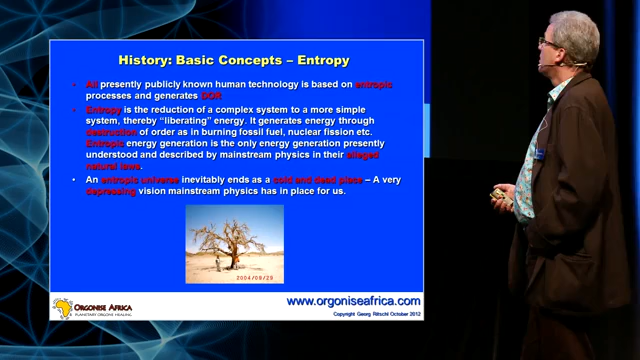 History: Basic Concepts – Entropy
• All presently publicly known human technology is based on entropic
processes and generates DOR
• Entropy is the reduction of a complex system to a more simple
system, thereby “liberating” energy. It generates energy through
destruction of order as in burning fossil fuel, nuclear fission etc.
Entropic energy generation is the only energy generation presently
understood and described by mainstream physics in their alleged
natural laws.
• An entropic universe inevitably ends as a cold and dead place – A very
depressing vision mainstream physics has in place for us.
2004/09/29
ORGONISE AFRICA
PLANETARY ORGONE HEALING
www.orgoniseafrica.com
Copyright Georg Ritschl October 2012